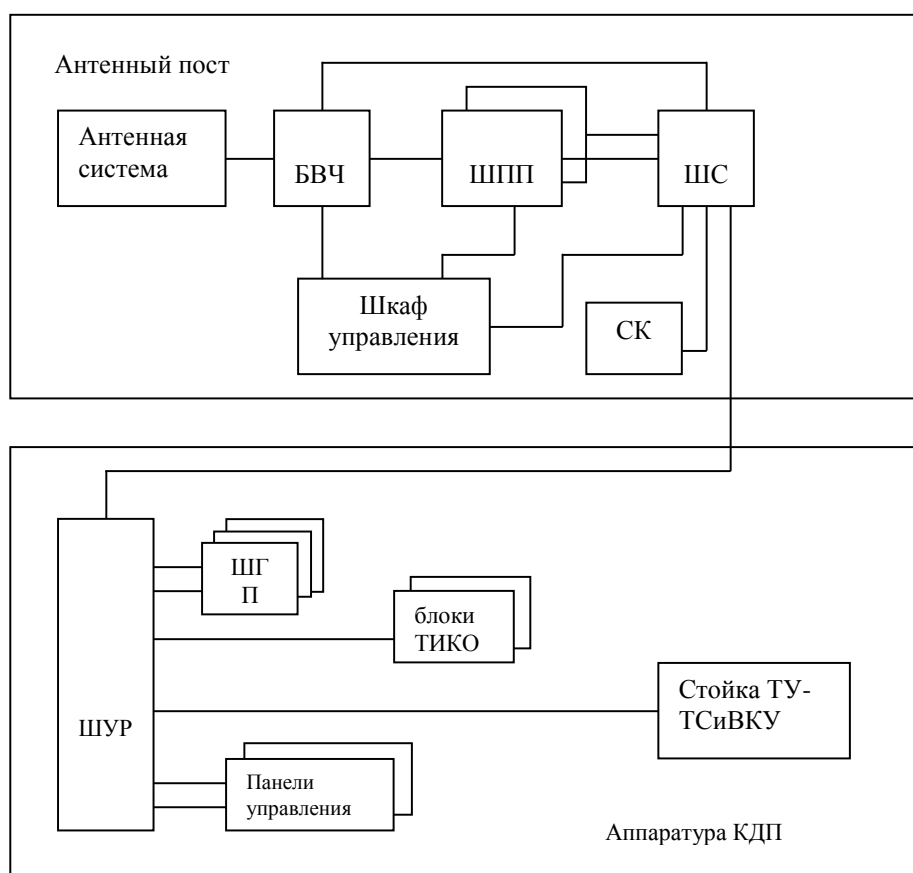 Антенный пост
Антенная
система
БВЧ
ШПП
ШС
Шкаф
управления
СК
ШГ
П
блоки
ТИКО
Стойка ТУ-
ТСиВКУ
ШУР
Панели
управления
Аппаратура КДП